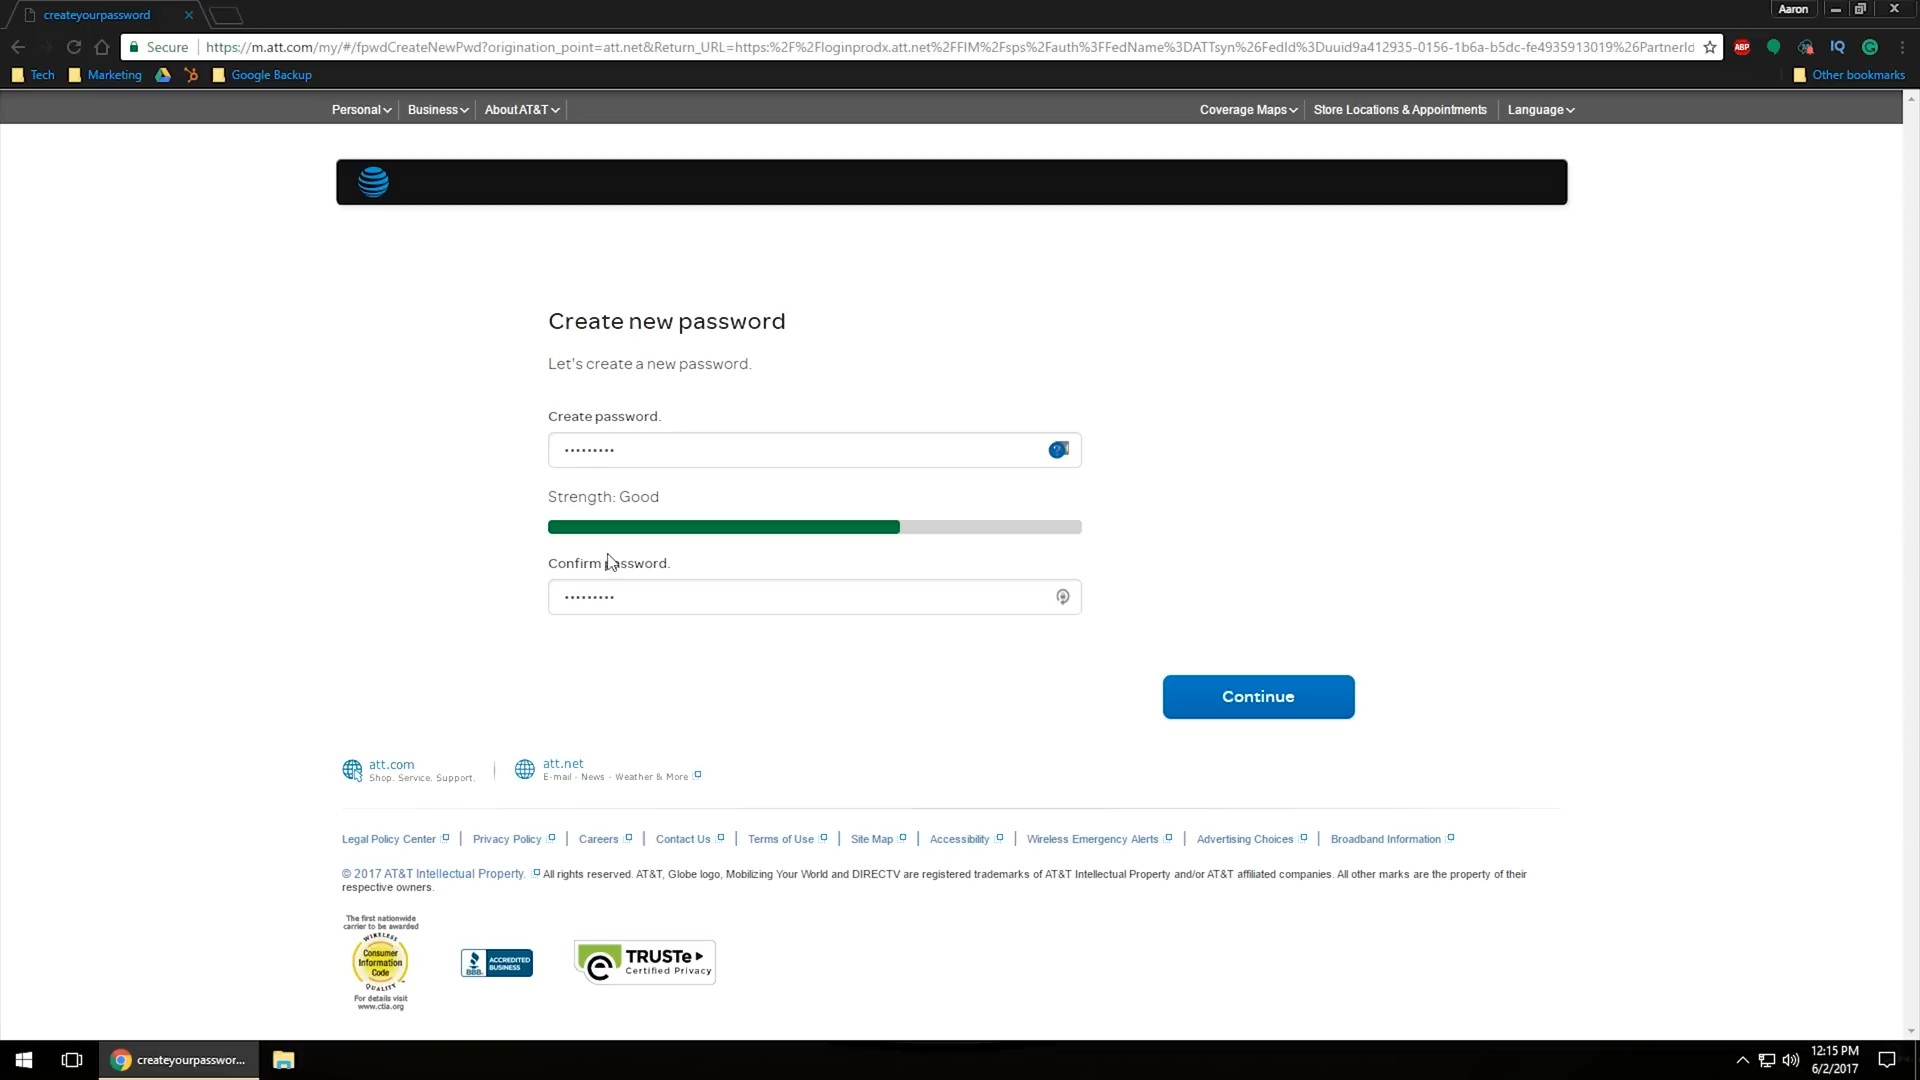 createyourpassword
Aaron
Secure
https://m.att.com/my/#/fpwdCreateNewPwd?origination_point=att.net&Return_URL=https:%2F%2Floginprodx.att.net%2FFIM%2Fsps%2Fauth%3FFedName%3DATTsyn%26FedId%3Duuid9a412935-0156-1b6a-b5dc-fe4935913019%26PartnerId
ABP
IQ
Tech
Marketing
Google Backup
Other bookmarks
Personal
Business
About AT&T
Coverage Maps
Store Locations & Appointments
Language
Create new password
Let's create a new password.
Create password.
Strength: Good
Confirm password.
Continue
att.com
Shop. Service. Support.
att.net
E-mail - News - Weather & More
Legal Policy Center
Privacy Policy
Careers
Contact Us
Terms of Use
Site Map
Accessibility
Wireless Emergency Alerts
Advertising Choices
Broadband Information
© 2017 AT&T Intellectual Property. All rights reserved. AT&T, Globe logo, Mobilizing Your World and DIRECTV are registered trademarks of AT&T Intellectual Property and/or AT&T affiliated companies. All other marks are the property of their
respective owners.
The first nationwide
carrier to be awarded
WIRELESS
Consumer
Information
Code
QUALITY
For details visit
www.ctia.org
BBB
ACCREDITED
BUSINESS
TRUSTe
Certified Privacy
createyourpasswor...
12:15 PM
6/2/2017